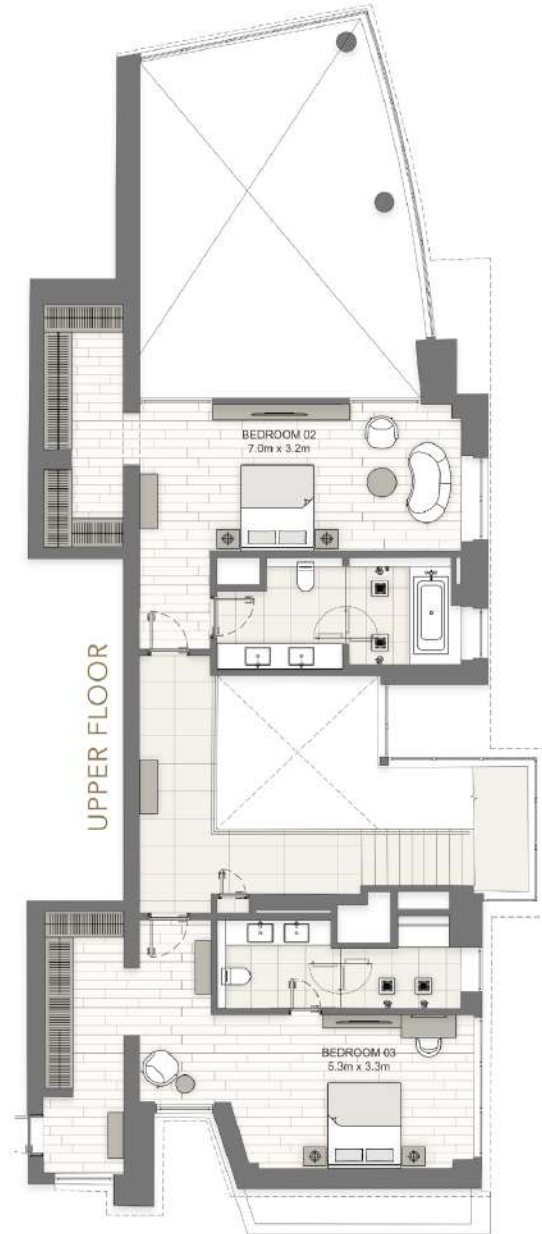 BEDROOM 02
7.0m x 3.2m
UPPER FLOOR
BEDROOM 03
5.3m x 3.3m